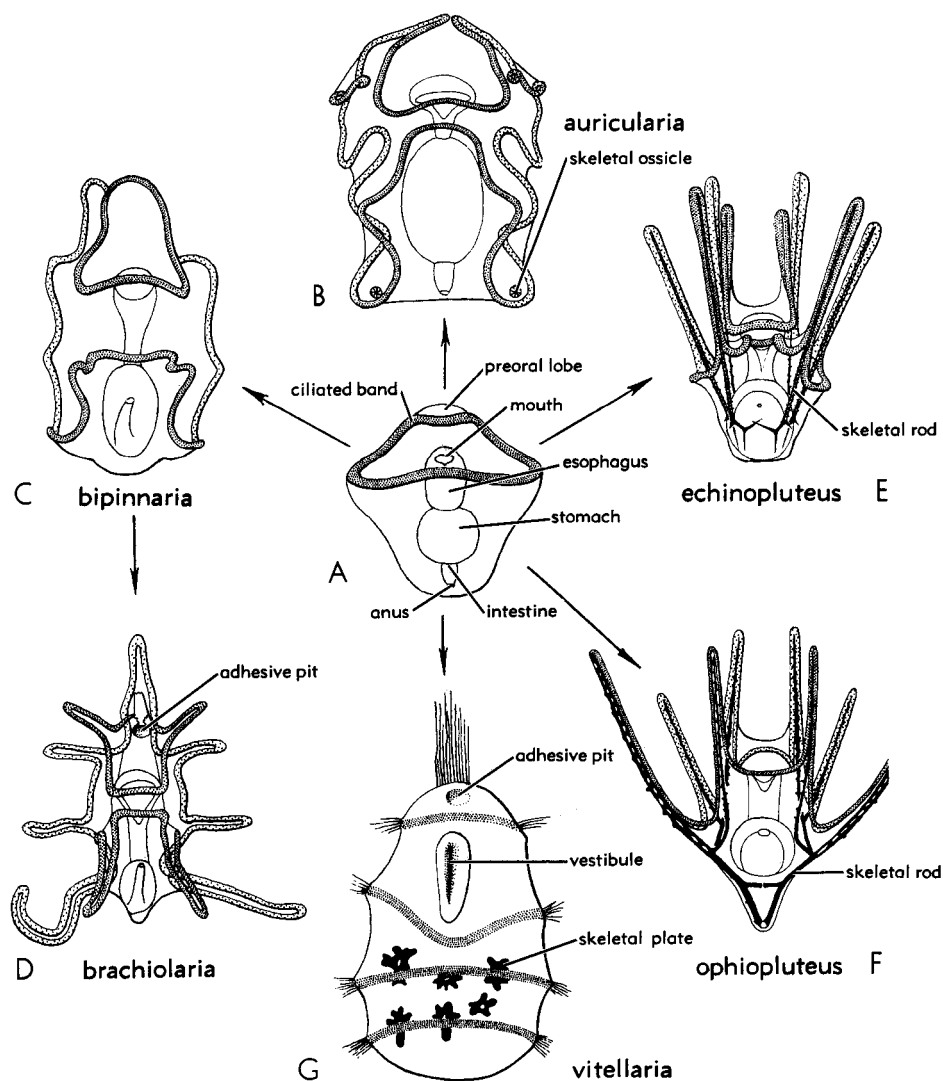 auricularia
skeletal ossicle
B
preoral lobe
ciliated band
mouth
esophagus
stomach
skeletal rod
C
bipinnaria
echinopluteus
E
A
anus
intestine
adhesive pit
adhesive pit
vestibule
skeletal rod
skeletal plate
D
brachiolaria
ophiopluteus
F
G
vitellaria